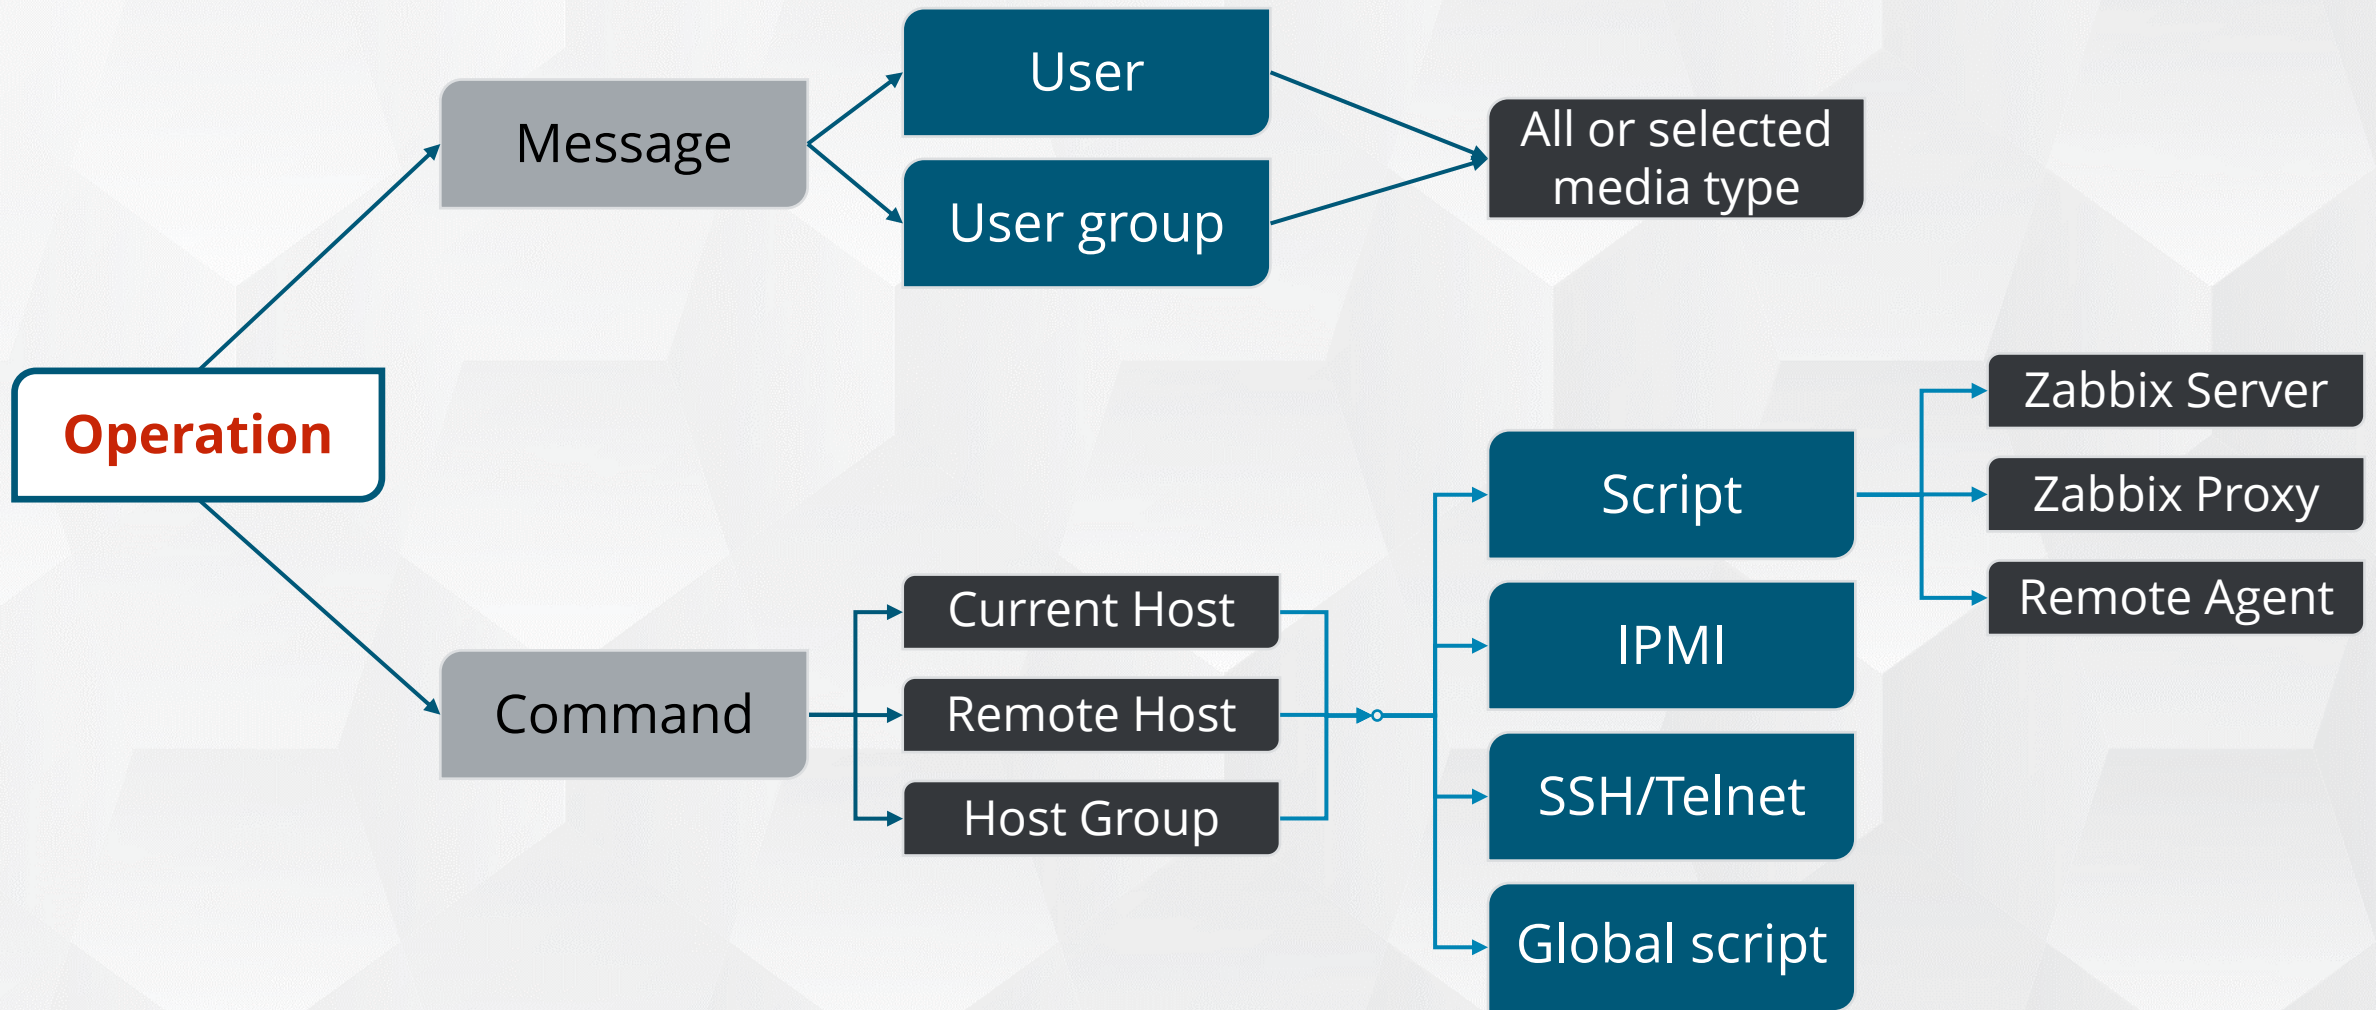 User
Message
User group
All or selected
media type
Operation
Command
Current Host
Remote Host
Host Group
Script
IPMI
SSH/Telnet
Global script
Zabbix Server
Zabbix Proxy
Remote Agent